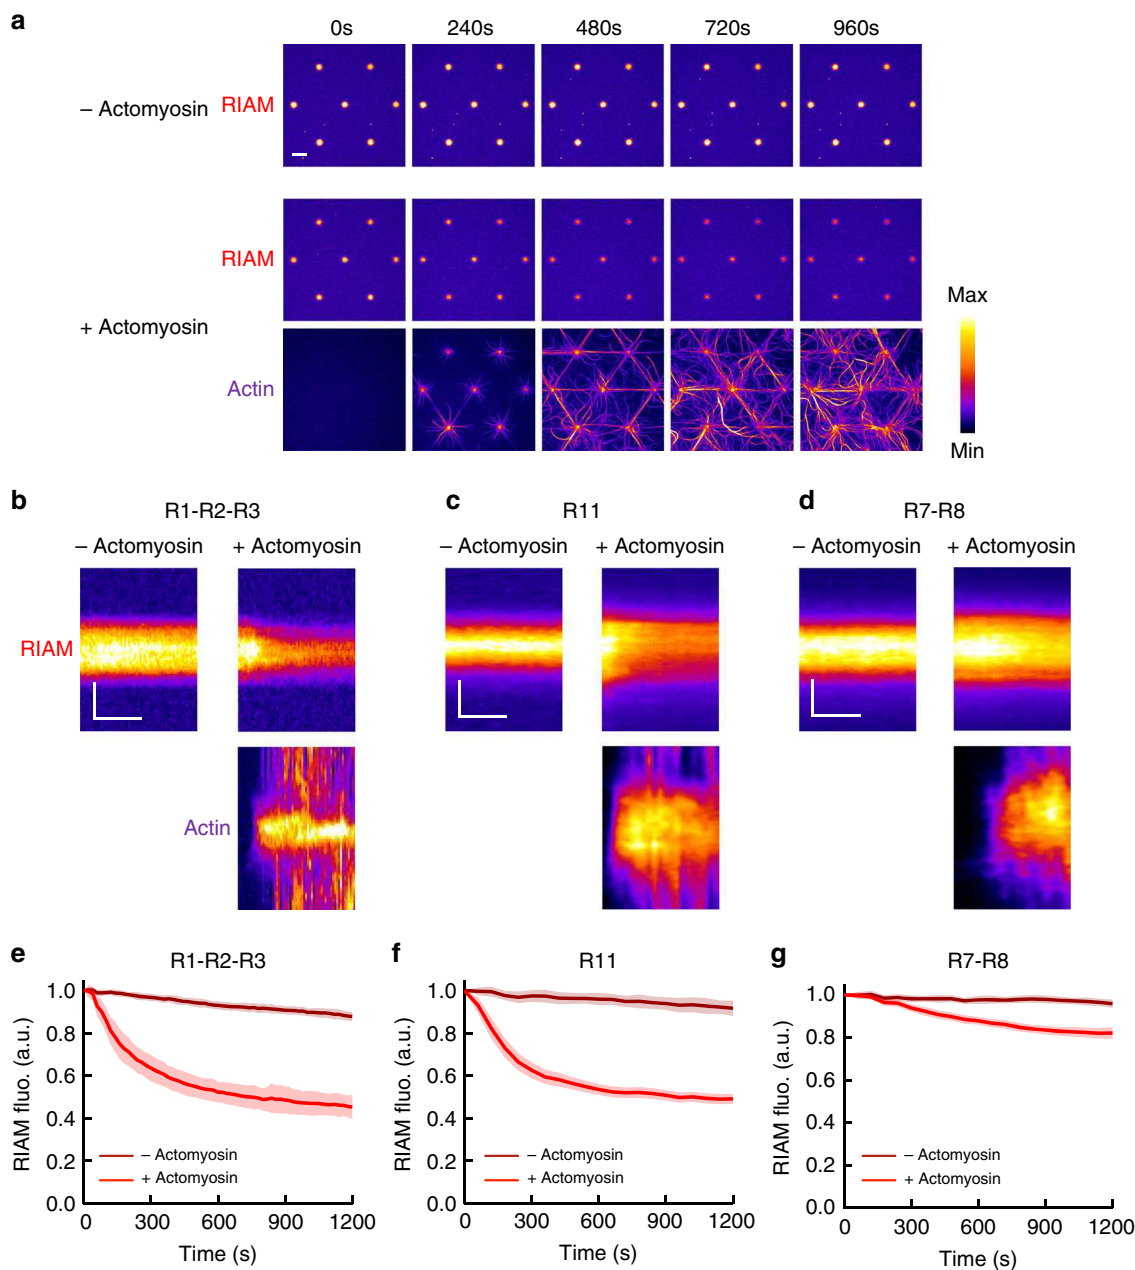 a
0s 240s 480s 720s 960s
– Actomyosin RIAM
RIAM
+ Actomyosin
Actin
Max
Min
b c d
R1-R2-R3 R11 R7-R8
– Actomyosin + Actomyosin – Actomyosin + Actomyosin – Actomyosin + Actomyosin
RIAM
Actin
e
R1-R2-R3
RIAM fluo. (a.u.)
1.0
0.8
0.6
0.4
0.2
0.0
– Actomyosin
+ Actomyosin
0 300 600 900 1200
Time (s)
f
R11
RIAM fluo. (a.u.)
1.0
0.8
0.6
0.4
0.2
0.0
– Actomyosin
+ Actomyosin
0 300 600 900 1200
Time (s)
g
R7-R8
RIAM fluo. (a.u.)
1.0
0.8
0.6
0.4
0.2
0.0
– Actomyosin
+ Actomyosin
0 300 600 900 1200
Time (s)